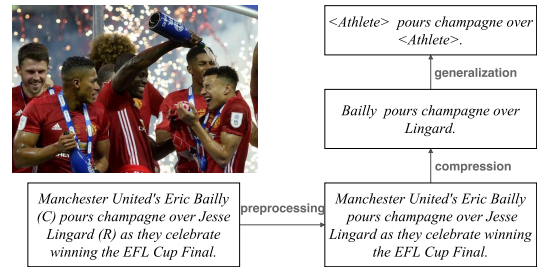 <Athlete> pours champagne over
<Athlete>.
generalization
Bailly pours champagne over
Lingard.
compression
Manchester United's Eric Bailly
(C) pours champagne over Jesse
Lingard (R) as they celebrate
winning the EFL Cup Final.
preprocessing
Manchester United's Eric Bailly
pours champagne over Jesse
Lingard as they celebrate winning
the EFL Cup Final.